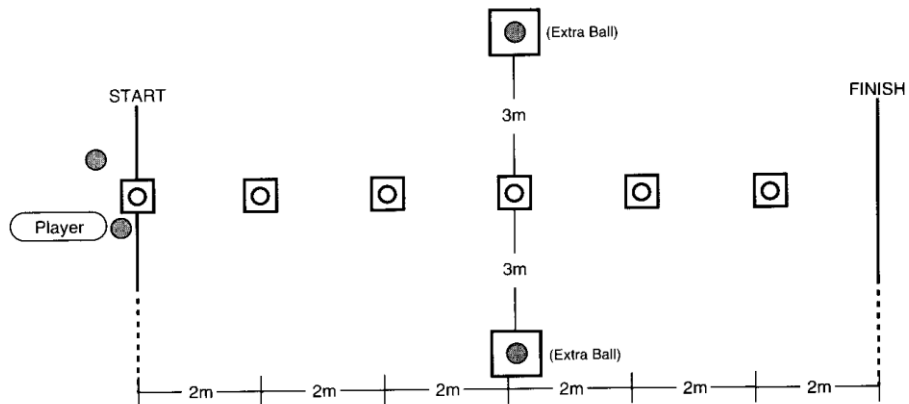 (Extra Ball)
START
FINISH
3m
Player
3m
(Extra Ball)
2m 2m 2m 2m 2m 2m